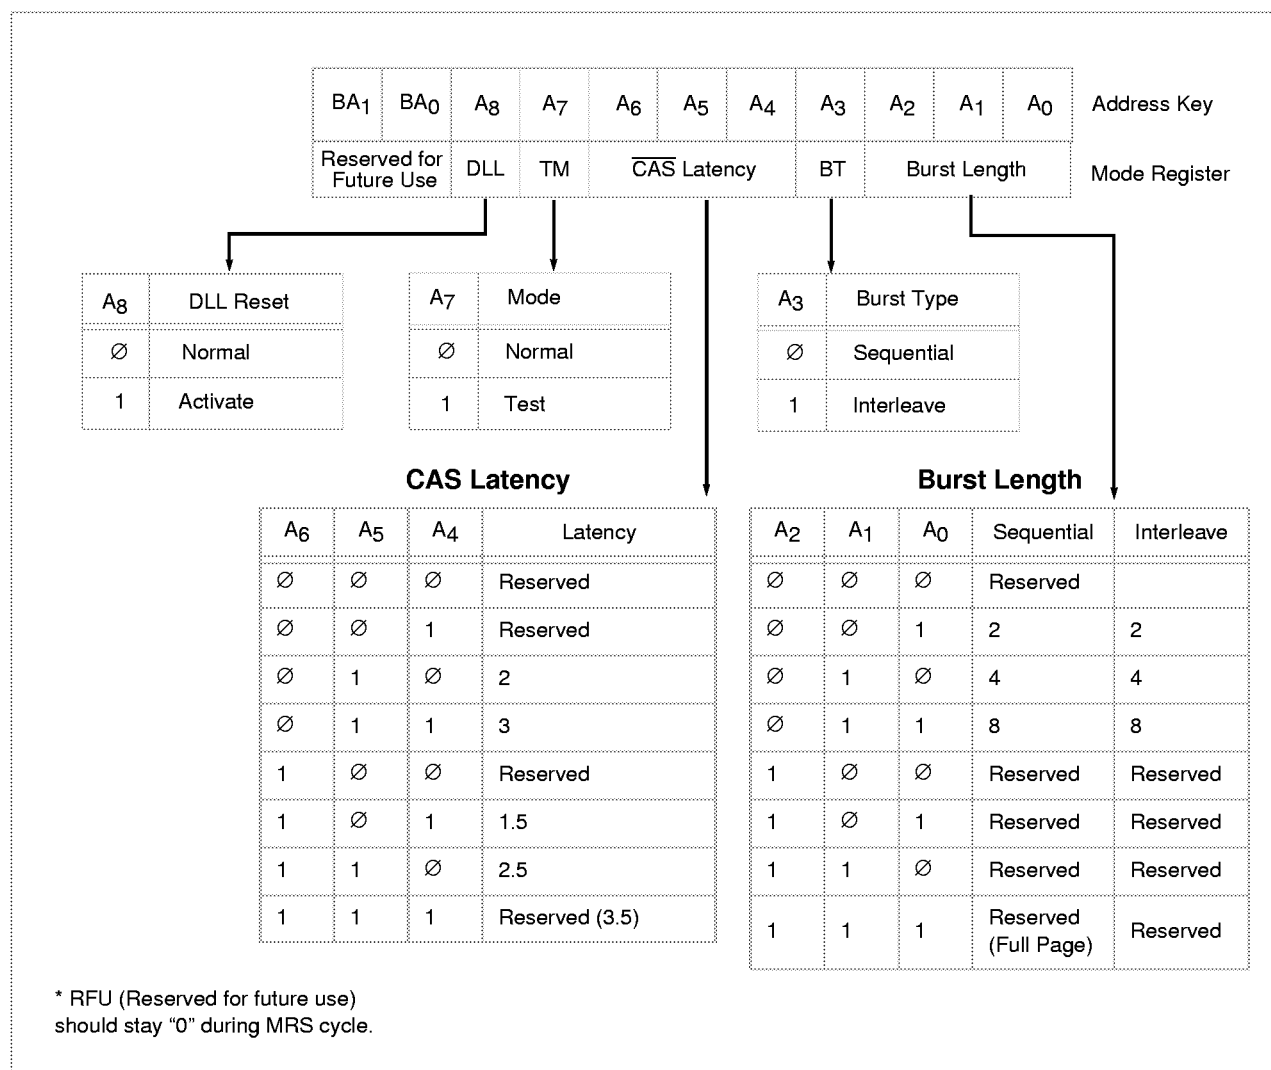 BA1 BA0 A8 A7 A6 A5 A4 A3 A2 A1 A0 Address Key
Reserved for
Future Use DLL TM CAS Latency BT Burst Length Mode Register
A8 DLL Reset
Ø Normal
1 Activate
A7 Mode
Ø Normal
1 Test
A3 Burst Type
Ø Sequential
1 Interleave
CAS Latency
A6 A5 A4 Latency
Ø Ø Ø Reserved
Ø Ø 1 Reserved
Ø 1 Ø 2
Ø 1 1 3
1 Ø Ø Reserved
1 Ø 1 1.5
1 1 Ø 2.5
1 1 1 Reserved (3.5)
Burst Length
A2 A1 A0 Sequential Interleave
Ø Ø Ø Reserved
Ø Ø 1 2 2
Ø 1 Ø 4 4
Ø 1 1 8 8
1 Ø Ø Reserved Reserved
1 Ø 1 Reserved Reserved
1 1 Ø Reserved Reserved
1 1 1 Reserved
(Full Page) Reserved
* RFU (Reserved for future use)
should stay “0” during MRS cycle.